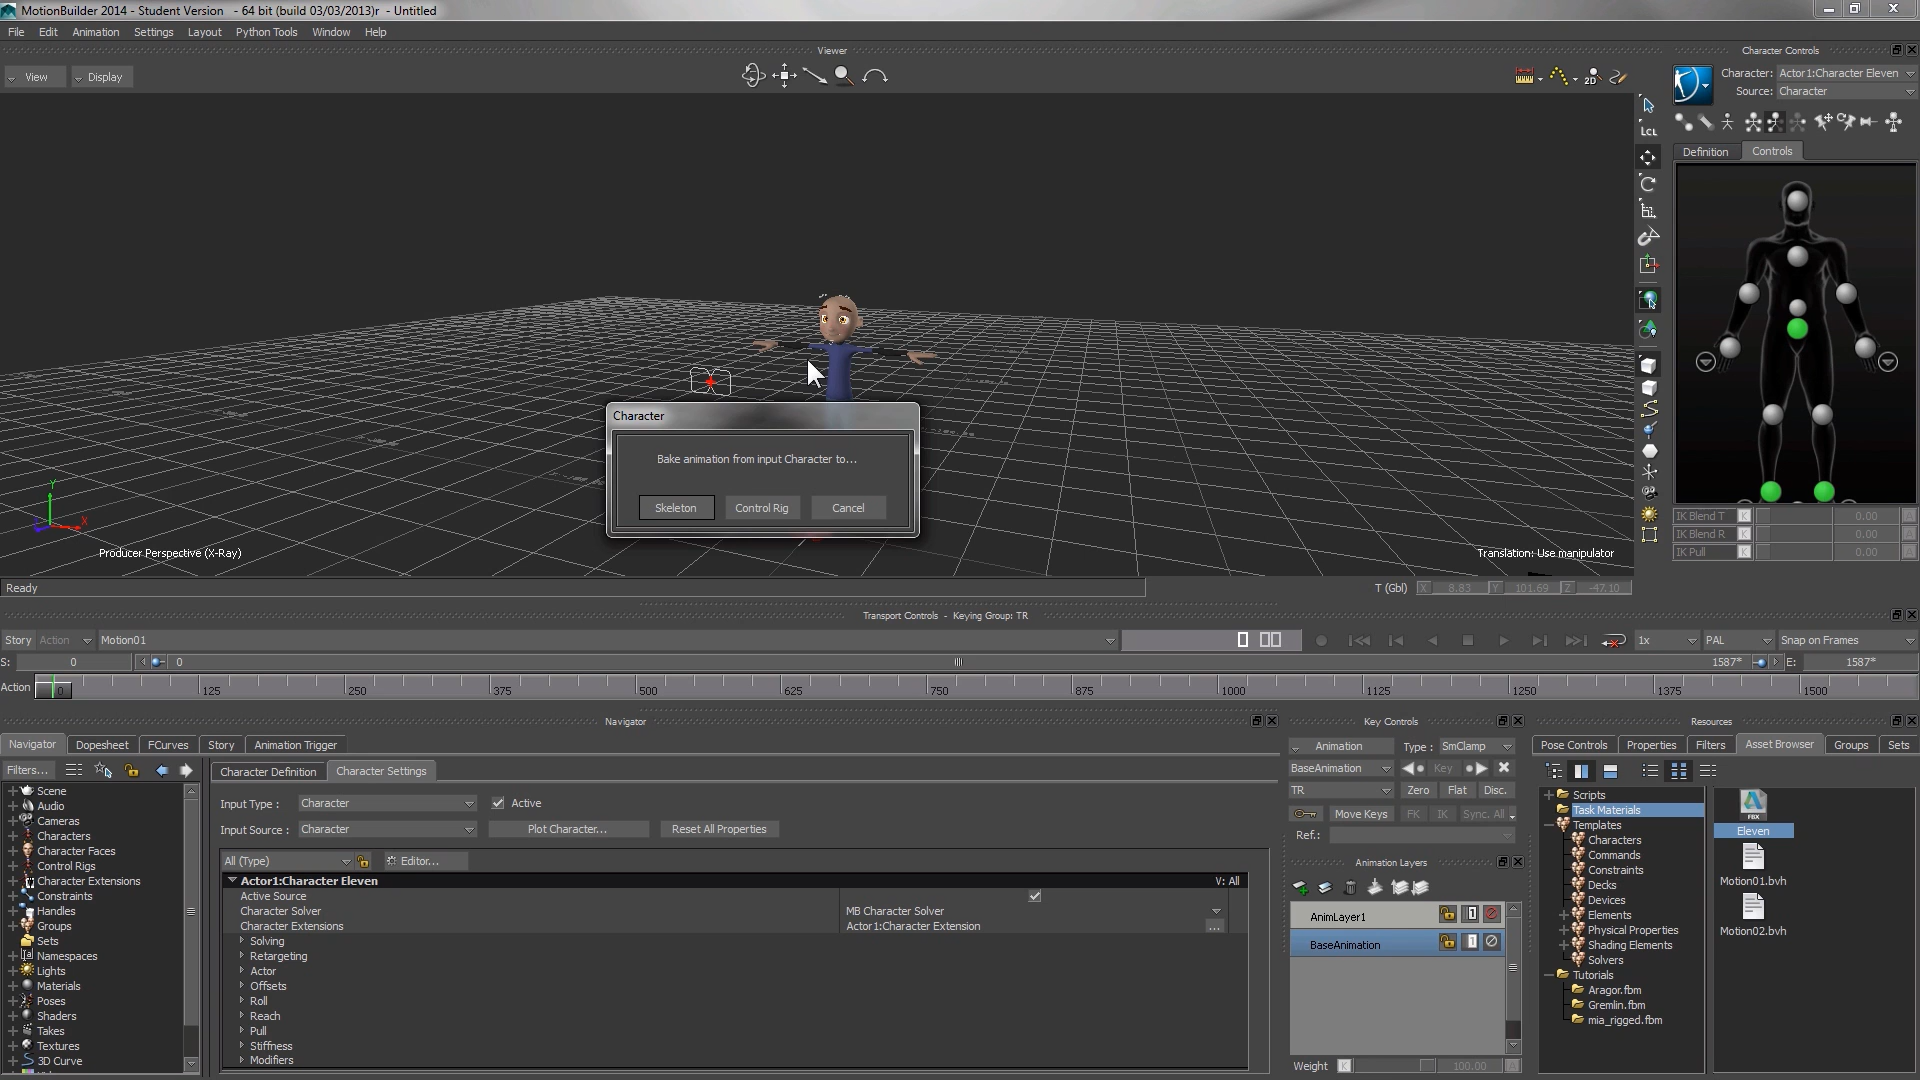 MotionBuilder 2014 - Student Version - 64 bit (build 03/03/2013)r - Untitled
File Edit Animation Settings Layout Python Tools Window Help
Viewer
View Display
2D
Character Controls
Character: Actor1:Character Eleven
Source: Character
Definition Controls
LCL
Character
Bake animation from input Character to...
Skeleton Control Rig Cancel
Y
X
Producer Perspective (X-Ray)
Translation: Use manipulator
IK Blend T K 0.00 A
IK Blend R K 0.00 A
IK Pull K 0.00 A
Ready
T (Gbl) X 8.83 Y 101.69 Z -47.10
Transport Controls - Keying Group: TR
Story Action Motion01
1x PAL Snap on Frames
S: 0 0 1587* E: 1587*
Action 0 125 250 375 500 625 750 875 1000 1125 1250 1375 1500
Navigator
Navigator Dopesheet FCurves Story Animation Trigger
Filters...
Scene
Audio
Cameras
Characters
Character Faces
Control Rigs
Character Extensions
Constraints
Handles
Groups
Sets
Namespaces
Lights
Materials
Poses
Shaders
Takes
Textures
3D Curve
Character Definition Character Settings
Input Type : Character Active
Input Source : Character Plot Character... Reset All Properties
All (Type) Editor...
Actor1:Character Eleven V: All
Active Source
Character Solver MB Character Solver
Character Extensions Actor1:Character Extension ...
Solving
Retargeting
Actor
Offsets
Roll
Reach
Pull
Stiffness
Modifiers
Key Controls
Animation Type : SmClamp
BaseAnimation Key
TR Zero Flat Disc.
Move Keys FK IK Sync. All
Ref.:
Animation Layers
AnimLayer1
BaseAnimation
Weight K 100.00 A
Resources
Pose Controls Properties Filters Asset Browser Groups Sets
Scripts
Task Materials
Templates
Characters
Commands
Constraints
Decks
Devices
Elements
Physical Properties
Shading Elements
Solvers
Tutorials
Aragor.fbm
Gremlin.fbm
mia_rigged.fbm
FBX
Eleven
Motion01.bvh
Motion02.bvh